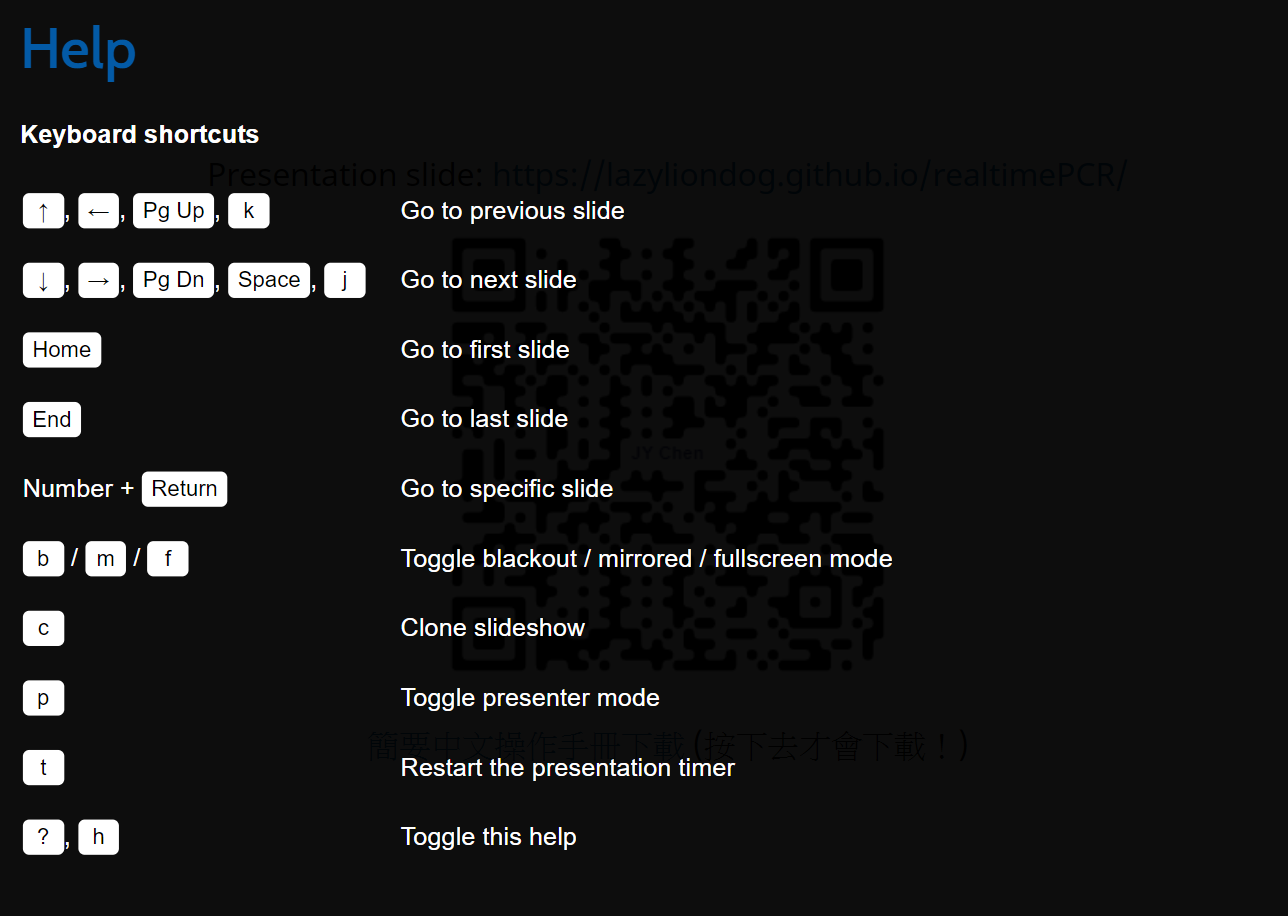 Help
Keyboard shortcuts
Presentation slide: https://lazyliondog.github.io/realtimePCR/
↑, ←, Pg Up, k Go to previous slide
↓, →, Pg Dn, Space, j Go to next slide
Home Go to first slide
End Go to last slide
JY Chen
Number + Return Go to specific slide
b / m / f Toggle blackout / mirrored / fullscreen mode
c Clone slideshow
p Toggle presenter mode
簡要中文操作手冊下載 (按下去才會下載！)
t Restart the presentation timer
?, h Toggle this help